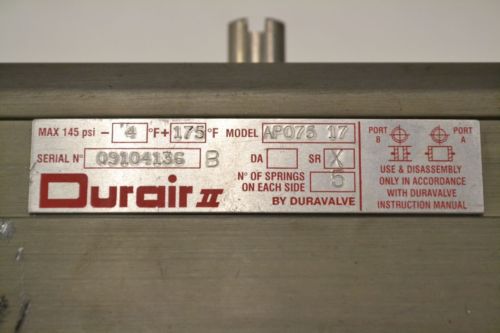 MAX 145 psi - 4 °F + 175 °F MODEL AP075 17
SERIAL N° 09104136 B DA SR X
Durair II
N° OF SPRINGS ON EACH SIDE 5
BY DURAVALVE
PORT B PORT A
USE & DISASSEMBLY
ONLY IN ACCORDANCE
WITH DURAVALVE
INSTRUCTION MANUAL